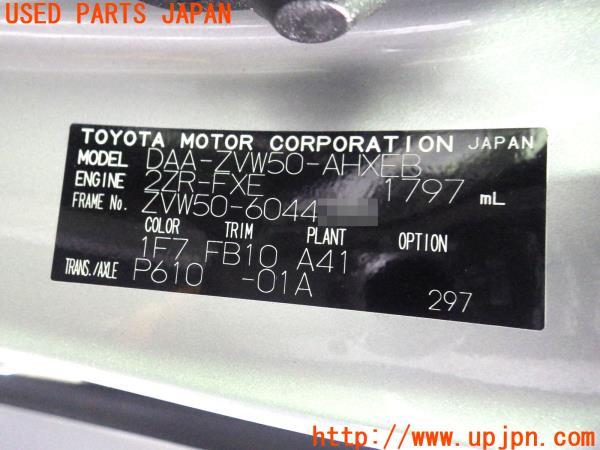 USED PARTS JAPAN
TOYOTA MOTOR CORPORATION JAPAN
MODEL DAA-ZVW50-AHXEB
ENGINE 2ZR-FXE 1797 mL
FRAME No. ZVW50-6044
COLOR TRIM PLANT OPTION
1F7 FB10 A41
TRANS./AXLE P610 -01A
297
http://www.upjpn.com/